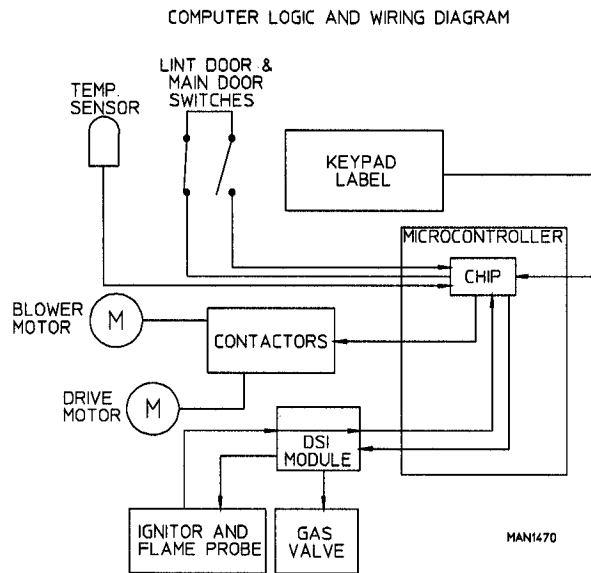 COMPUTER LOGIC AND WIRING DIAGRAM
LINT DOOR &
MAIN DOOR
SWITCHES
TEMP.
SENSOR
KEYPAD
LABEL
MICROCONTROLLER
CHIP
BLOWER
MOTOR
M
CONTACTORS
DRIVE
MOTOR
M
DSI
MODULE
IGNITOR AND
FLAME PROBE
GAS
VALVE
MAN1470